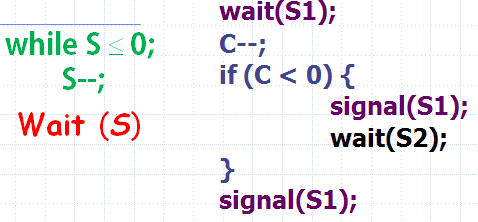 while S ≤ 0;
S--;
Wait (S)
wait(S1);
C--;
if (C < 0) {
signal(S1);
wait(S2);
}
signal(S1);